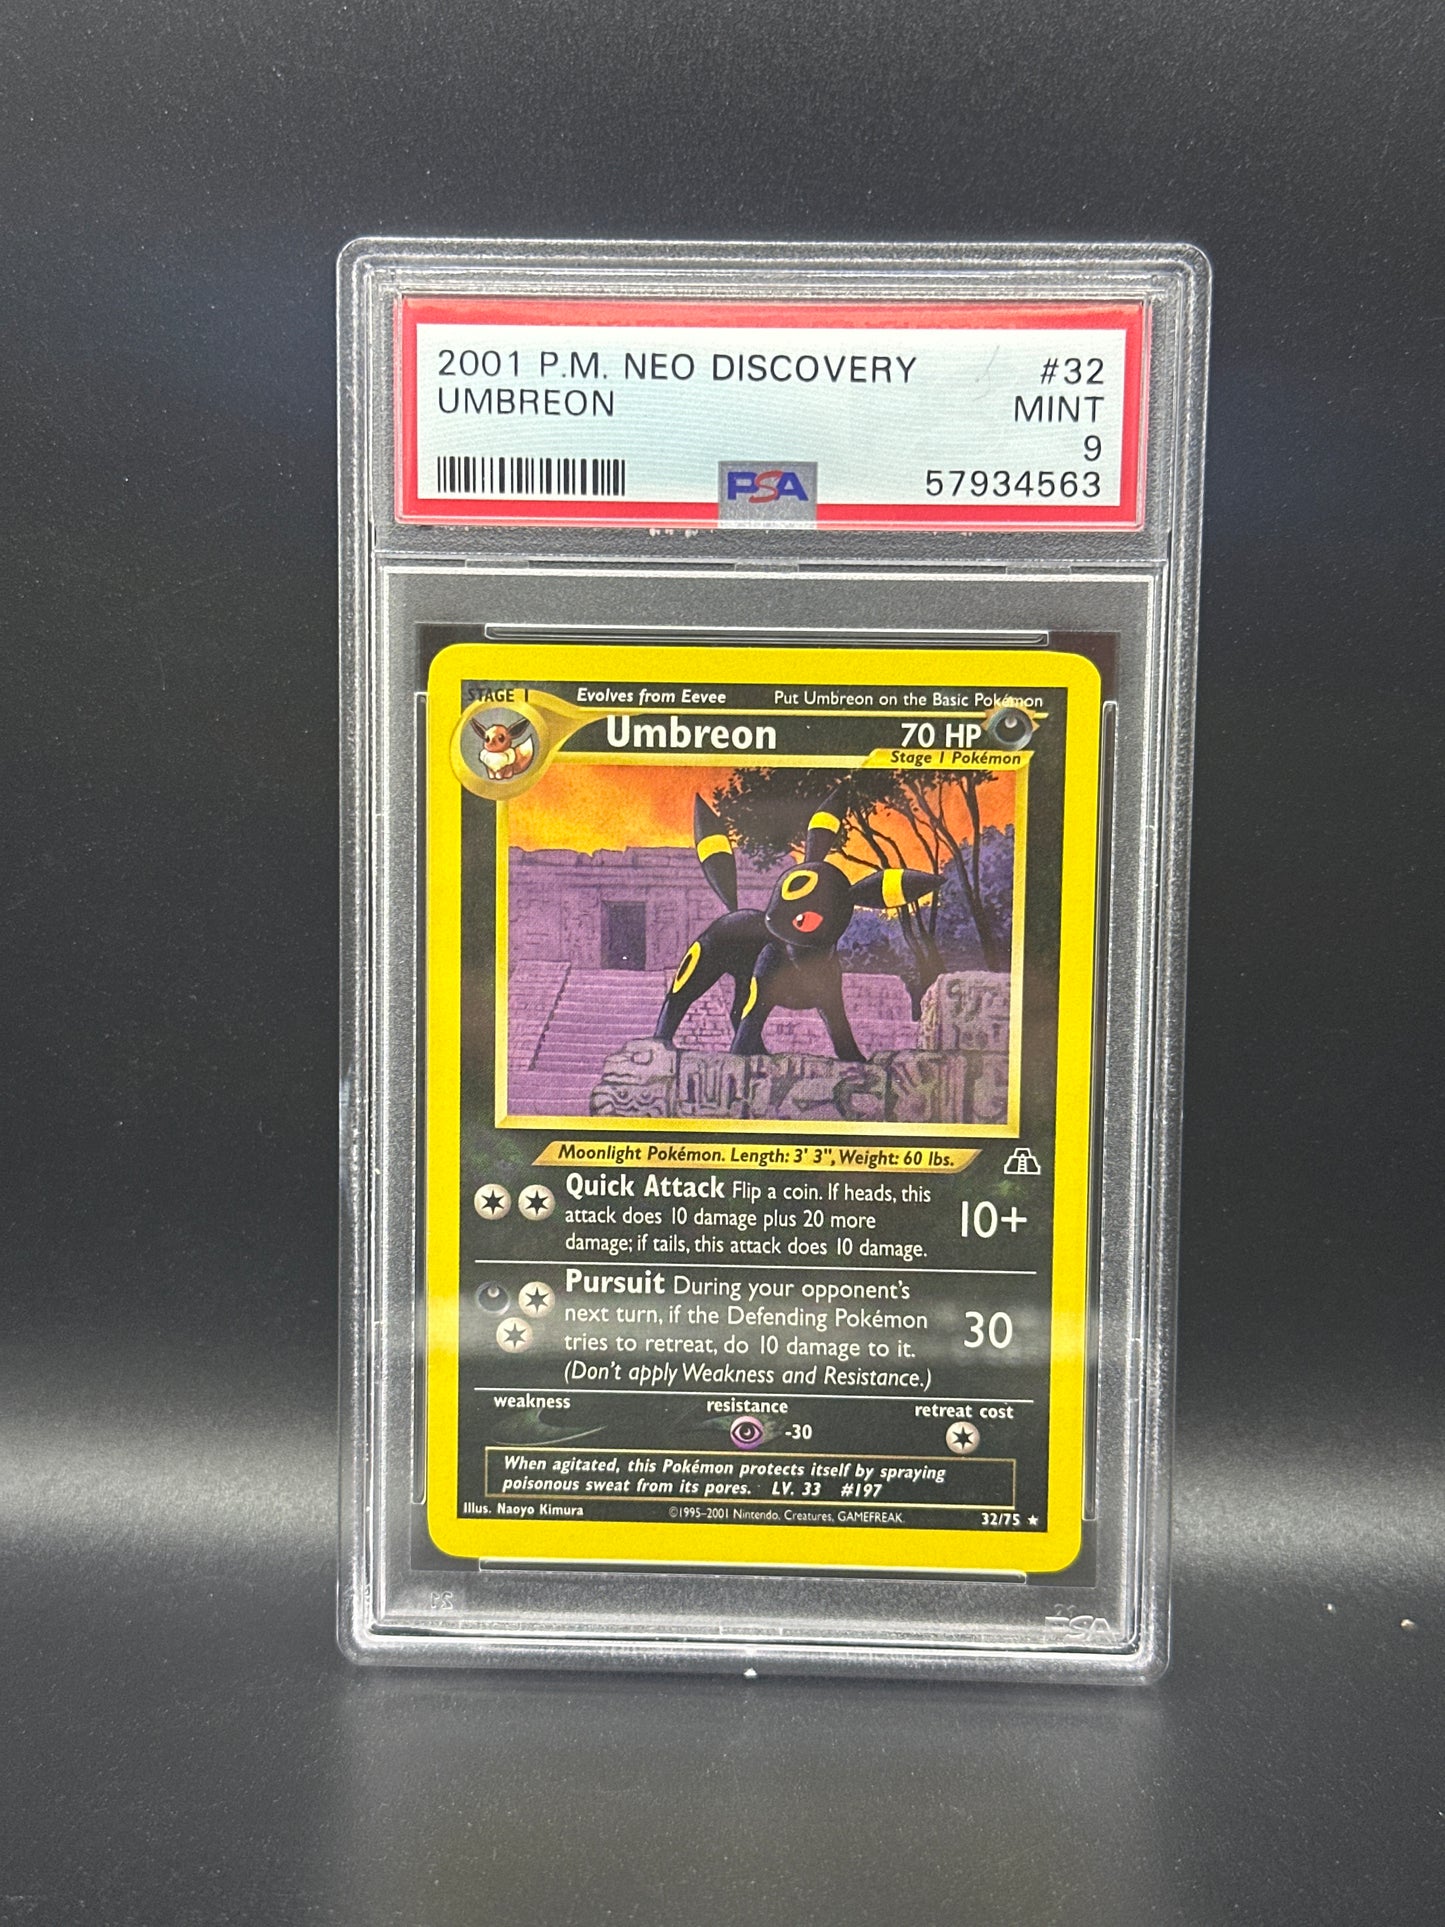 2001 P.M. NEO DISCOVERY #32
UMBREON MINT
9
PSA 57934563
STAGE 1 Evolves from Eevee Put Umbreon on the Basic Pokémon
Umbreon 70 HP
Stage 1 Pokémon
Moonlight Pokémon. Length: 3' 3", Weight: 60 lbs.
Quick Attack Flip a coin. If heads, this
attack does 10 damage plus 20 more
damage; if tails, this attack does 10 damage.
10+
Pursuit During your opponent's
next turn, if the Defending Pokémon
tries to retreat, do 10 damage to it.
(Don't apply Weakness and Resistance.)
30
weakness resistance retreat cost
-30
When agitated, this Pokémon protects itself by spraying
poisonous sweat from its pores. LV. 33 #197
Illus. Naoyo Kimura ©1995-2001 Nintendo, Creatures, GAMEFREAK. 32/75 ★
PSA